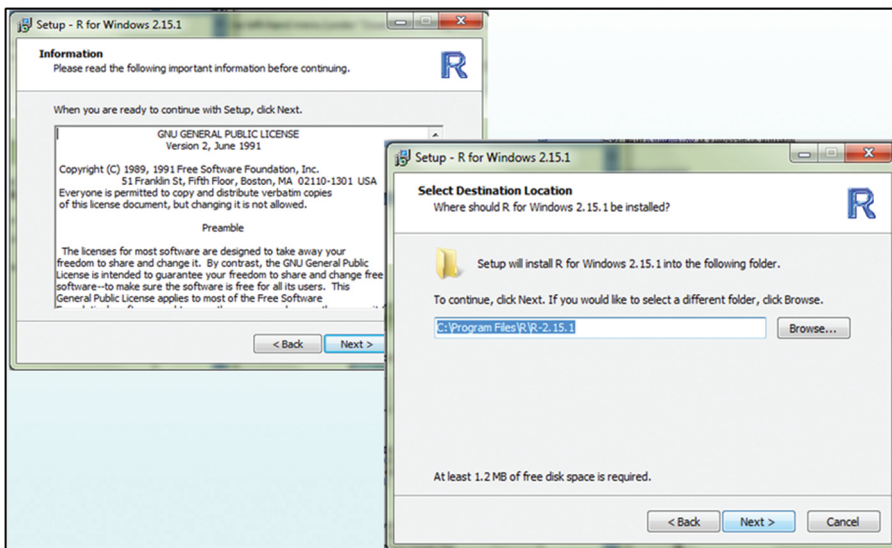 Setup - R for Windows 2.15.1
Information
Please read the following important information before continuing.
R
When you are ready to continue with Setup, click Next.
GNU GENERAL PUBLIC LICENSE
Version 2, June 1991
Copyright (C) 1989, 1991 Free Software Foundation, Inc.
51 Franklin St, Fifth Floor, Boston, MA 02110-1301 USA
Everyone is permitted to copy and distribute verbatim copies
of this license document, but changing it is not allowed.
Preamble
The licenses for most software are designed to take away your
freedom to share and change it. By contrast, the GNU General Public
License is intended to guarantee your freedom to share and change free
software--to make sure the software is free for all its users. This
General Public License applies to most of the Free Software
< Back
Next >
Setup - R for Windows 2.15.1
Select Destination Location
Where should R for Windows 2.15.1 be installed?
R
Setup will install R for Windows 2.15.1 into the following folder.
To continue, click Next. If you would like to select a different folder, click Browse.
C:\Program Files\R\R-2.15.1
Browse...
At least 1.2 MB of free disk space is required.
< Back
Next >
Cancel